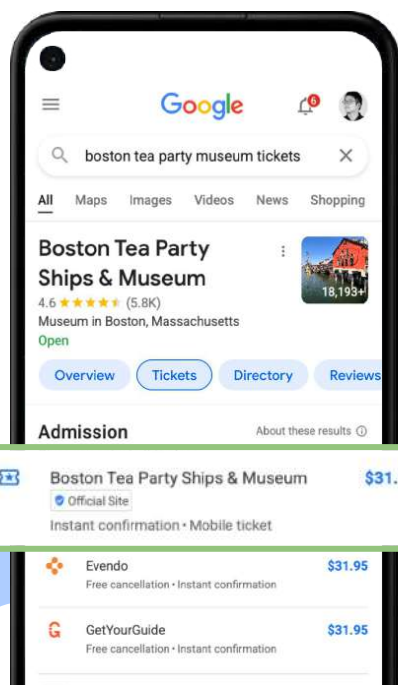 Google
6
boston tea party museum tickets
All Maps Images Videos News Shopping
Boston Tea Party
Ships & Museum
18,193+
4.6 (5.8K)
Museum in Boston, Massachusetts
Open
Overview Tickets Directory Reviews
Admission About these results
Boston Tea Party Ships & Museum $31.
Official Site
Instant confirmation • Mobile ticket
Evendo $31.95
Free cancellation • Instant confirmation
GetYourGuide $31.95
Free cancellation • Instant confirmation